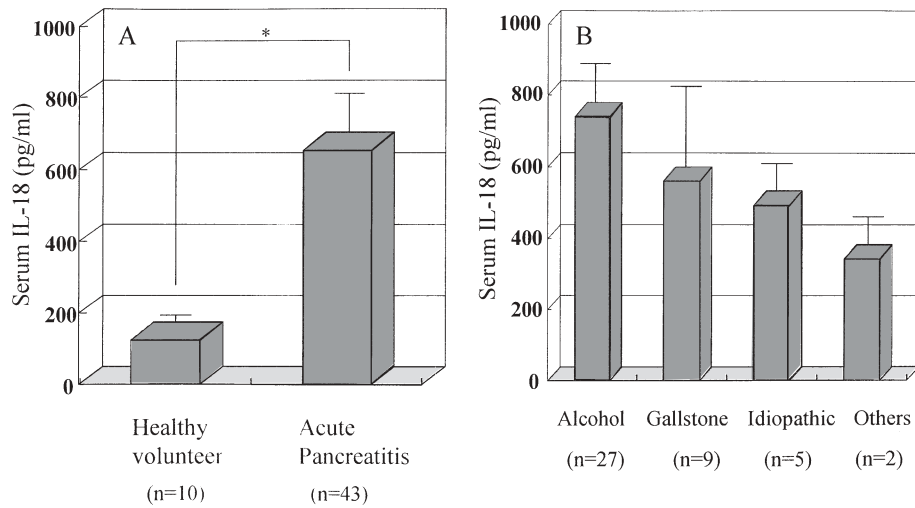 A
*
Serum IL-18 (pg/ml)
1000
800
600
400
200
0
Healthy
volunteer
(n=10)
Acute
Pancreatitis
(n=43)
B
Serum IL-18 (pg/ml)
1000
800
600
400
200
0
Alcohol
(n=27)
Gallstone
(n=9)
Idiopathic
(n=5)
Others
(n=2)